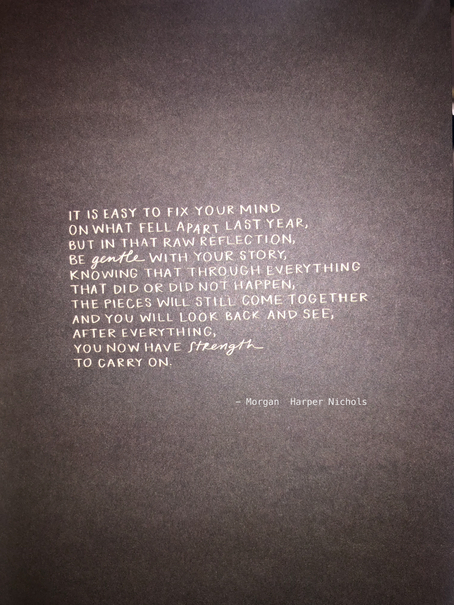 IT IS EASY TO FIX YOUR MIND
ON WHAT FELL APART LAST YEAR,
BUT IN THAT RAW REFLECTION,
BE gentle WITH YOUR STORY,
KNOWING THAT THROUGH EVERYTHING
THAT DID OR DID NOT HAPPEN,
THE PIECES WILL STILL COME TOGETHER
AND YOU WILL LOOK BACK AND SEE,
AFTER EVERYTHING,
YOU NOW HAVE strength
TO CARRY ON.
– Morgan Harper Nichols